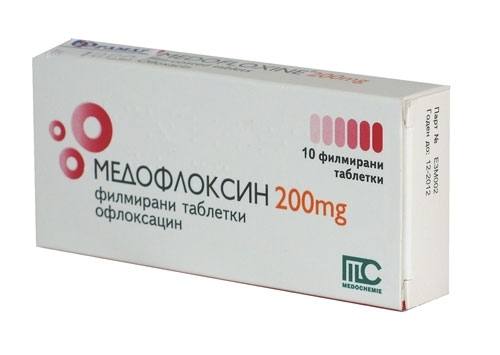 MEDOFLOXINE 200mg
10 филмирани
таблетки
МЕДОФЛОКСИН 200mg
филмирани таблетки
офлоксацин
MEDOCHEMIE
Парт № E3M002
Годен до: 12-2012